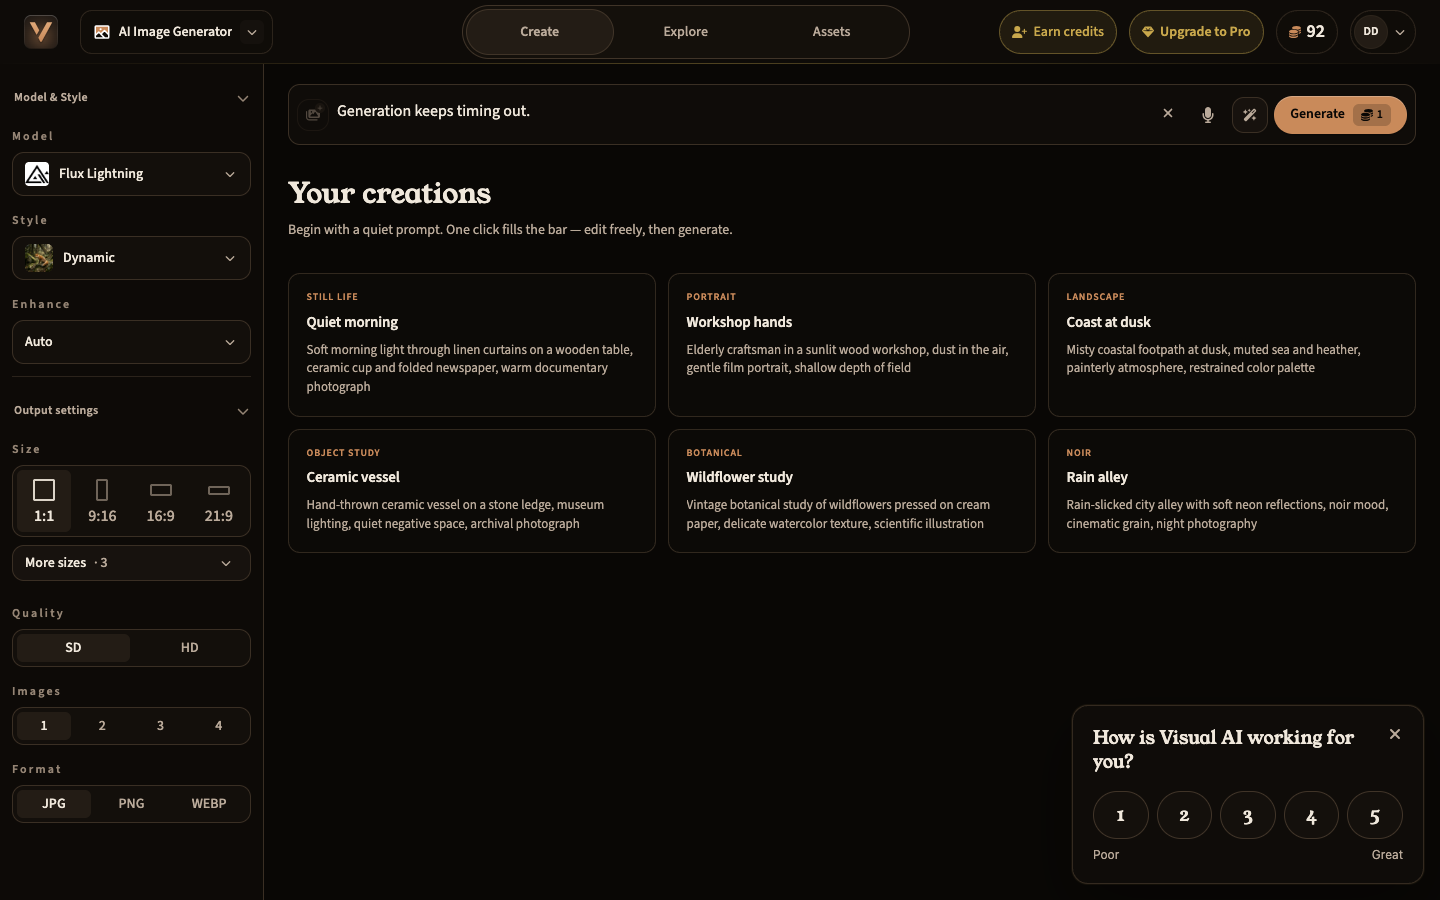 AI Image Generator
Create
Explore
Assets
Earn credits
Upgrade to Pro
92
DD
Model & Style
Model
Flux Lightning
Style
Dynamic
Enhance
Auto
Output settings
Size
1:1
9:16
16:9
21:9
More sizes · 3
Quality
SD
HD
Images
1
2
3
4
Format
JPG
PNG
WEBP
Generation keeps timing out.
Generate
1
Your creations
Begin with a quiet prompt. One click fills the bar — edit freely, then generate.
STILL LIFE
Quiet morning
Soft morning light through linen curtains on a wooden table,
ceramic cup and folded newspaper, warm documentary
photograph
PORTRAIT
Workshop hands
Elderly craftsman in a sunlit wood workshop, dust in the air,
gentle film portrait, shallow depth of field
LANDSCAPE
Coast at dusk
Misty coastal footpath at dusk, muted sea and heather,
painterly atmosphere, restrained color palette
OBJECT STUDY
Ceramic vessel
Hand-thrown ceramic vessel on a stone ledge, museum
lighting, quiet negative space, archival photograph
BOTANICAL
Wildflower study
Vintage botanical study of wildflowers pressed on cream
paper, delicate watercolor texture, scientific illustration
NOIR
Rain alley
Rain-slicked city alley with soft neon reflections, noir mood,
cinematic grain, night photography
How is Visual AI working for
you?
1
2
3
4
5
Poor
Great